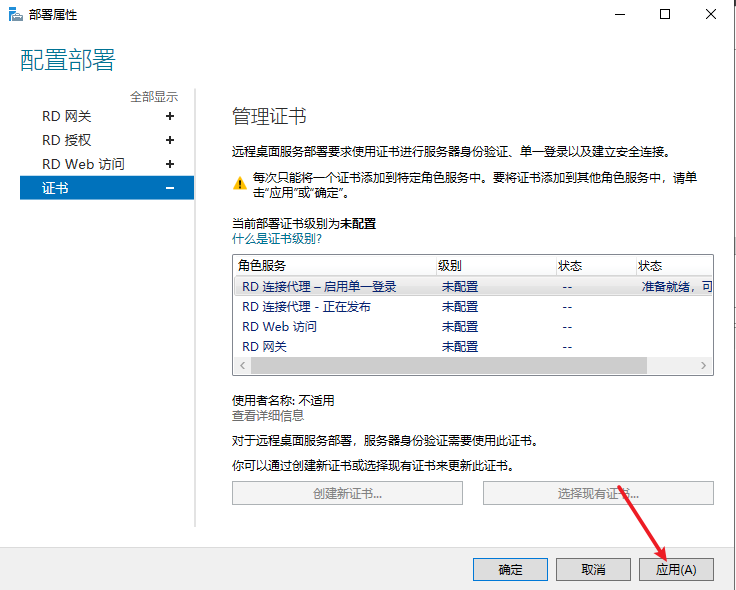 部署属性
配置部署
全部显示
RD 网关 +
RD 授权 +
RD Web 访问 +
证书 −
管理证书
远程桌面服务部署要求使用证书进行服务器身份验证、单一登录以及建立安全连接。
每次只能将一个证书添加到特定角色服务中。要将证书添加到其他角色服务中，请单
击"应用"或"确定"。
当前部署证书级别为未配置
什么是证书级别?
角色服务 级别 状态 状态
RD 连接代理 – 启用单一登录 未配置 -- 准备就绪，可
RD 连接代理 - 正在发布 未配置 --
RD Web 访问 未配置 --
RD 网关 未配置 --
使用者名称: 不适用
查看详细信息
对于远程桌面服务部署，服务器身份验证需要使用此证书。
你可以通过创建新证书或选择现有证书来更新此证书。
创建新证书... 选择现有证书...
确定 取消 应用(A)